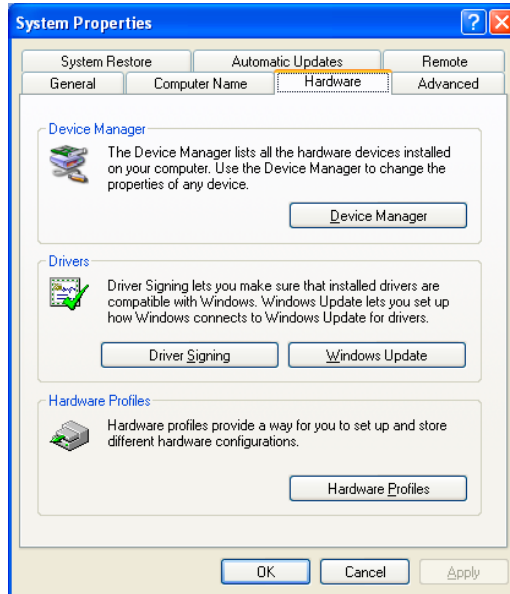 System Properties
System Restore Automatic Updates Remote
General Computer Name Hardware Advanced
Device Manager
The Device Manager lists all the hardware devices installed
on your computer. Use the Device Manager to change the
properties of any device.
Device Manager
Drivers
Driver Signing lets you make sure that installed drivers are
compatible with Windows. Windows Update lets you set up
how Windows connects to Windows Update for drivers.
Driver Signing Windows Update
Hardware Profiles
Hardware profiles provide a way for you to set up and store
different hardware configurations.
Hardware Profiles
OK Cancel Apply